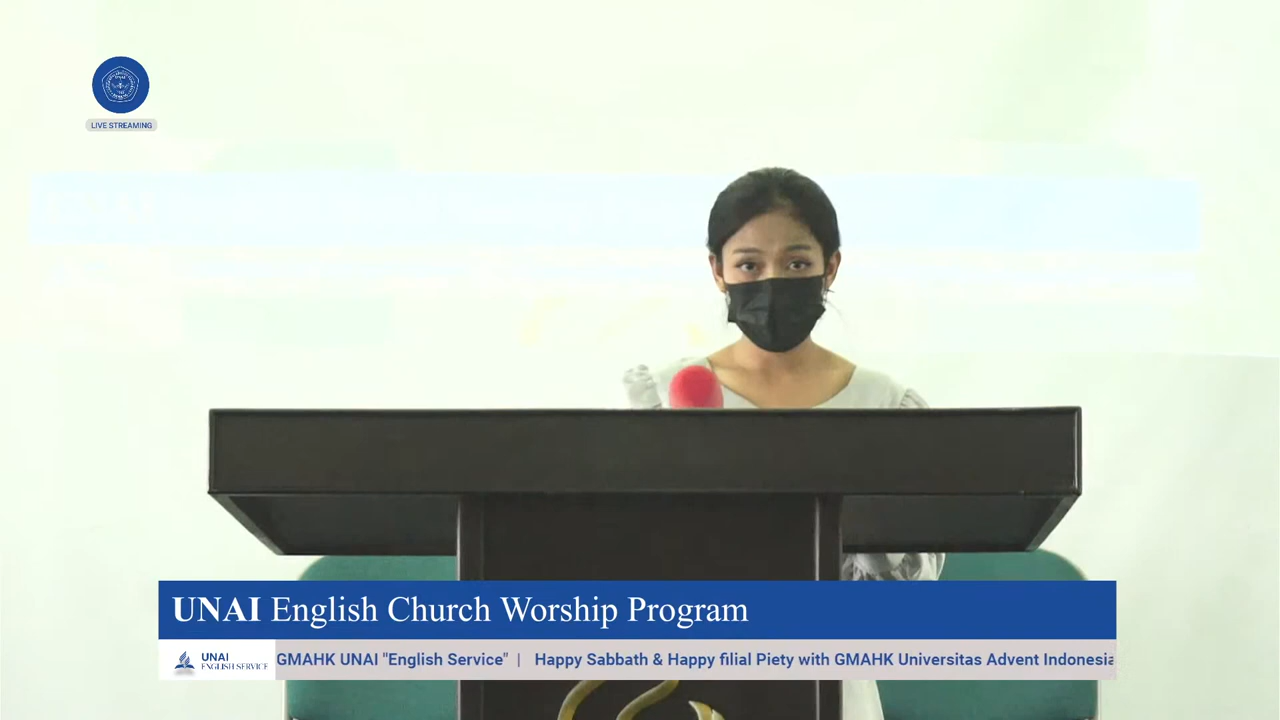 LIVE STREAMING
UNAI English Church Worship Program
UNAI
ENGLISH SERVICE
GMAHK UNAI "English Service" | Happy Sabbath & Happy filial Piety with GMAHK Universitas Advent Indonesia